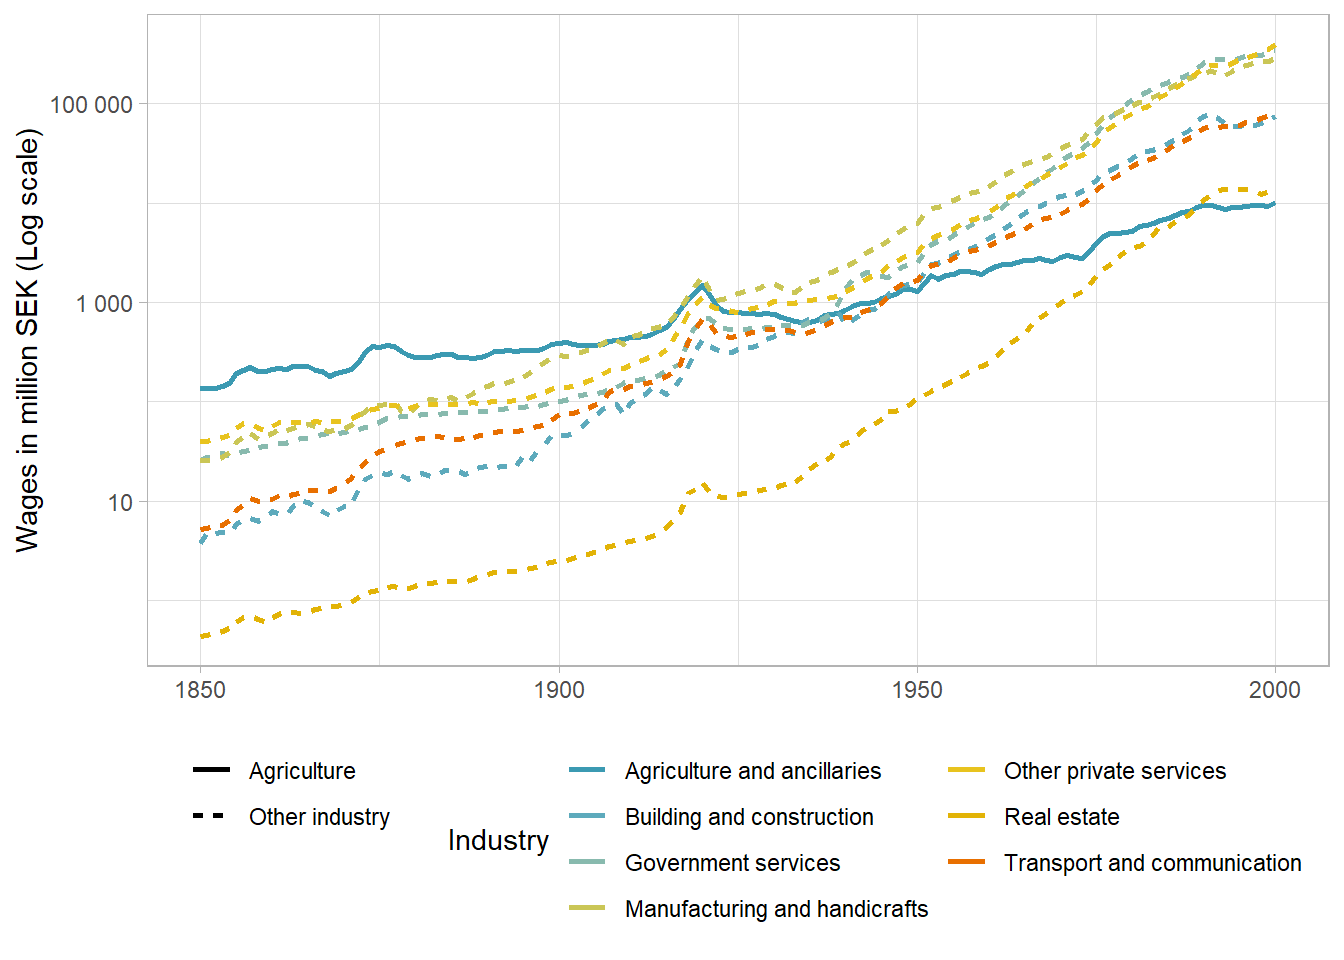 Wages in million SEK (Log scale)
100 000
1 000
10
1850 1900 1950 2000
Agriculture
Other industry
Industry
Agriculture and ancillaries
Building and construction
Government services
Manufacturing and handicrafts
Other private services
Real estate
Transport and communication